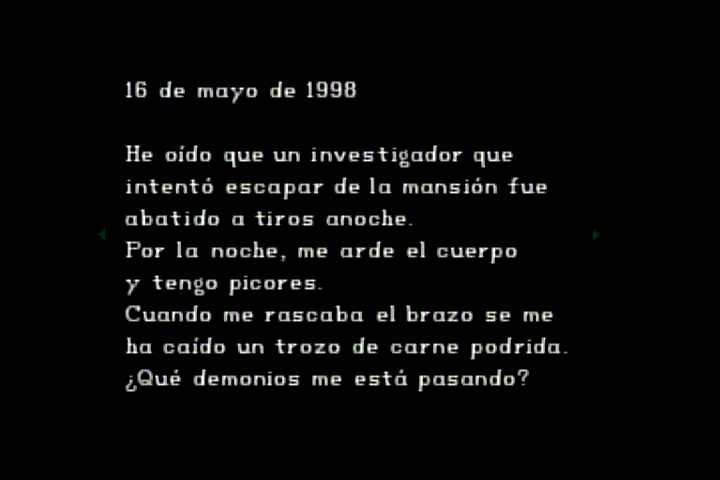 16 de mayo de 1998
He oído que un investigador que
intentó escapar de la mansión fue
abatido a tiros anoche.
Por la noche, me arde el cuerpo
y tengo picores.
Cuando me rascaba el brazo se me
ha caído un trozo de carne podrida.
¿Qué demonios me está pasando?